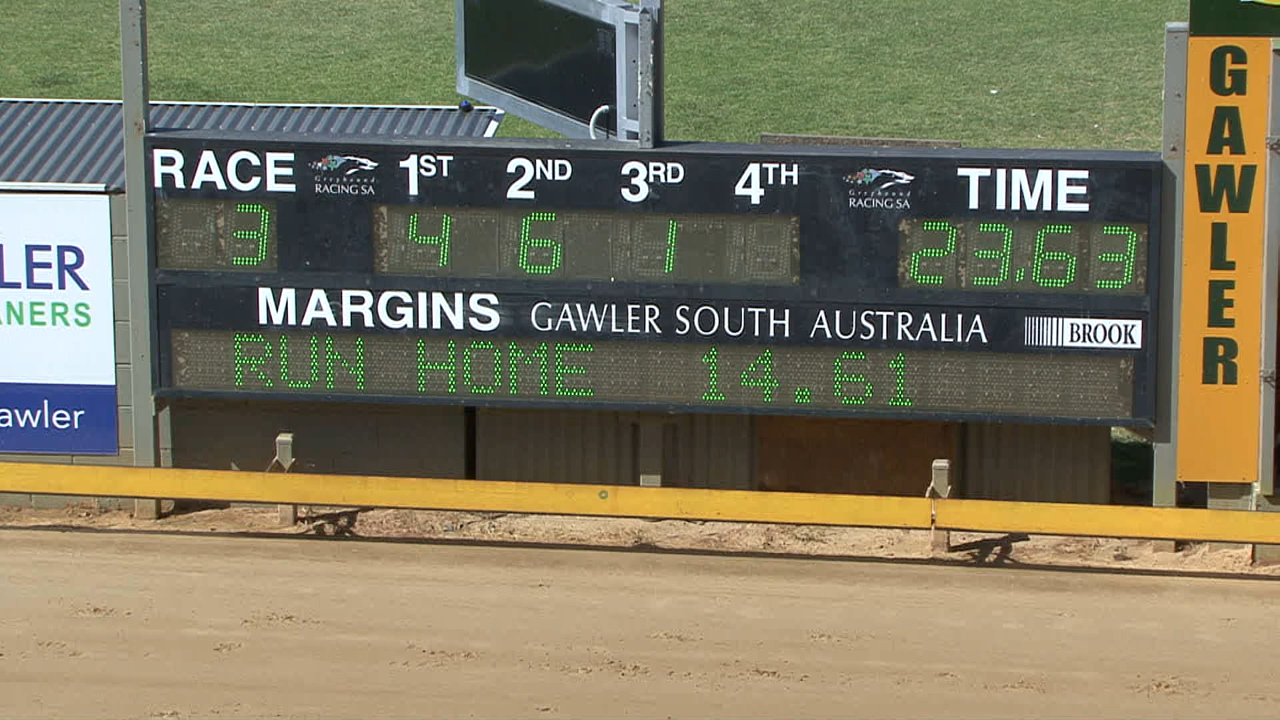 RACE Greyhound RACING SA 1ST 2ND 3RD 4TH Greyhound RACING SA TIME
3 4 6 1 23.63
MARGINS GAWLER SOUTH AUSTRALIA BROOK
RUN HOME 14.61
GAWLER
LER
NERS
awler